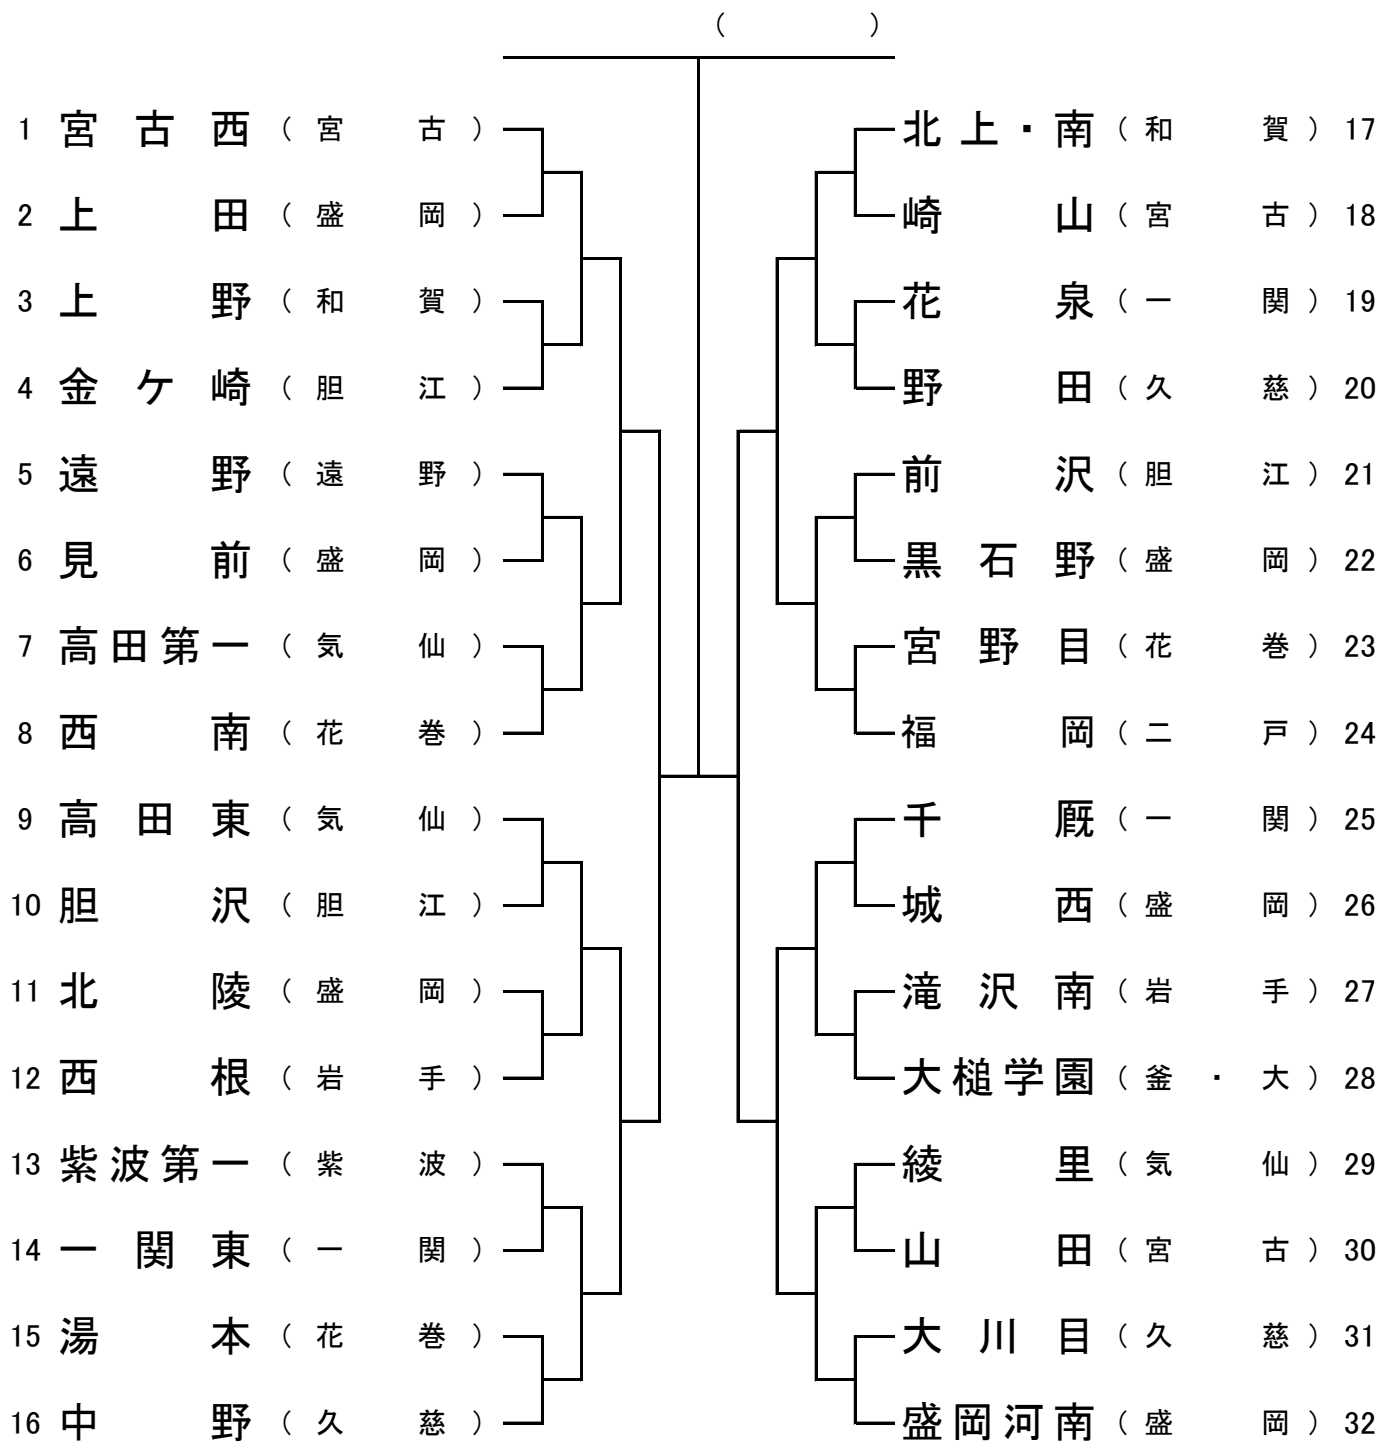 （　　　）
1 宮古西（宮古）
2 上田（盛岡）
3 上野（和賀）
4 金ケ崎（胆江）
5 遠野（遠野）
6 見前（盛岡）
7 高田第一（気仙）
8 西南（花巻）
9 高田東（気仙）
10 胆沢（胆江）
11 北陵（盛岡）
12 西根（岩手）
13 紫波第一（紫波）
14 一関東（一関）
15 湯本（花巻）
16 中野（久慈）
北上・南（和賀）17
崎山（宮古）18
花泉（一関）19
野田（久慈）20
前沢（胆江）21
黒石野（盛岡）22
宮野目（花巻）23
福岡（二戸）24
千厩（一関）25
城西（盛岡）26
滝沢南（岩手）27
大槌学園（釜・大）28
綾里（気仙）29
山田（宮古）30
大川目（久慈）31
盛岡河南（盛岡）32